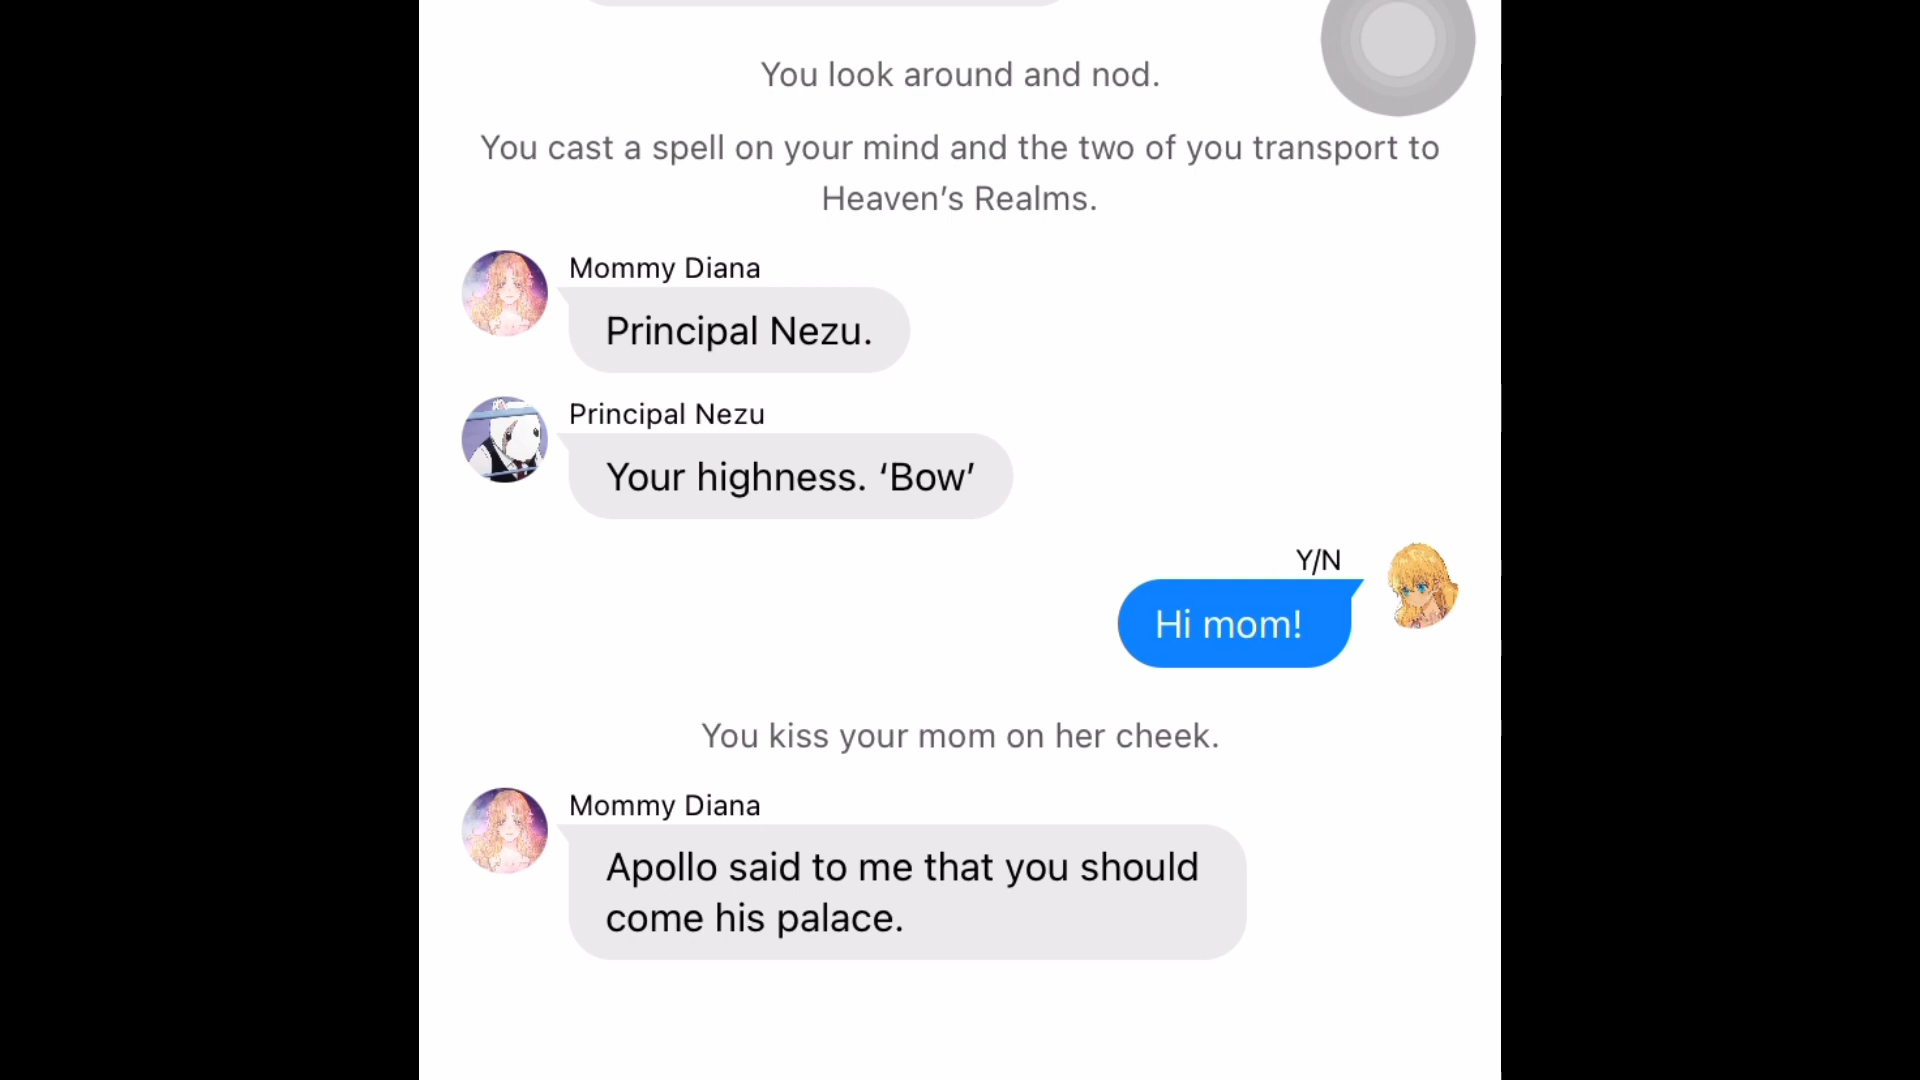 You look around and nod.
You cast a spell on your mind and the two of you transport to
Heaven’s Realms.
Mommy Diana
Principal Nezu.
Principal Nezu
Your highness. ‘Bow’
Y/N
Hi mom!
You kiss your mom on her cheek.
Mommy Diana
Apollo said to me that you should
come his palace.